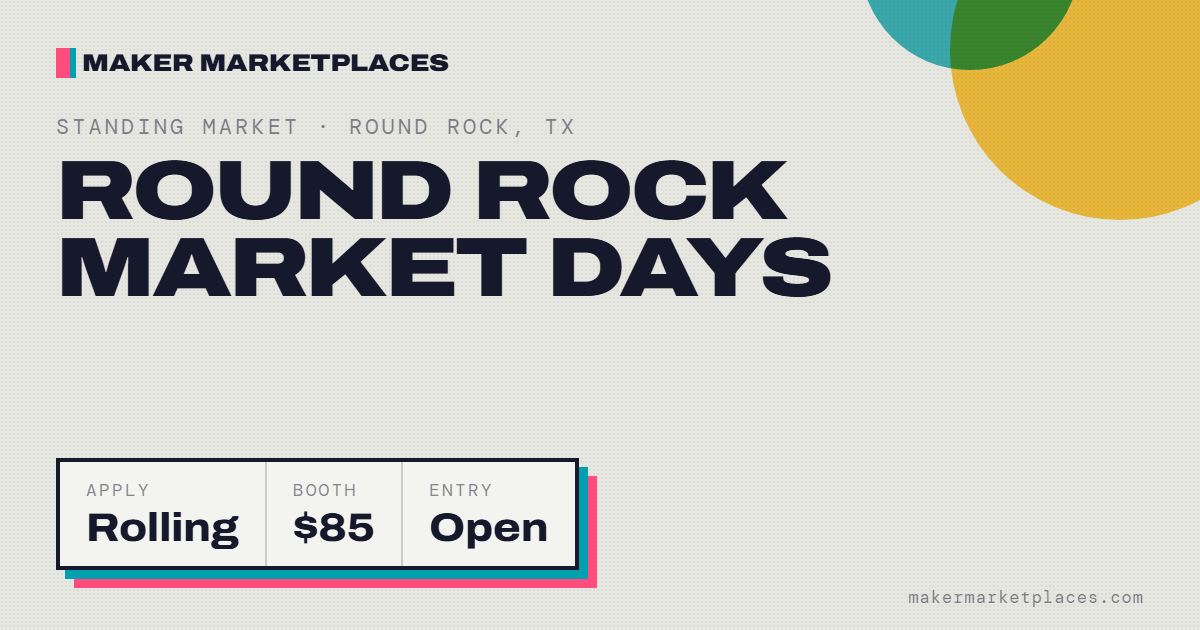 MAKER MARKETPLACES
STANDING MARKET · ROUND ROCK, TX
ROUND ROCK
MARKET DAYS
APPLY
Rolling
BOOTH
$85
ENTRY
Open
makermarketplaces.com